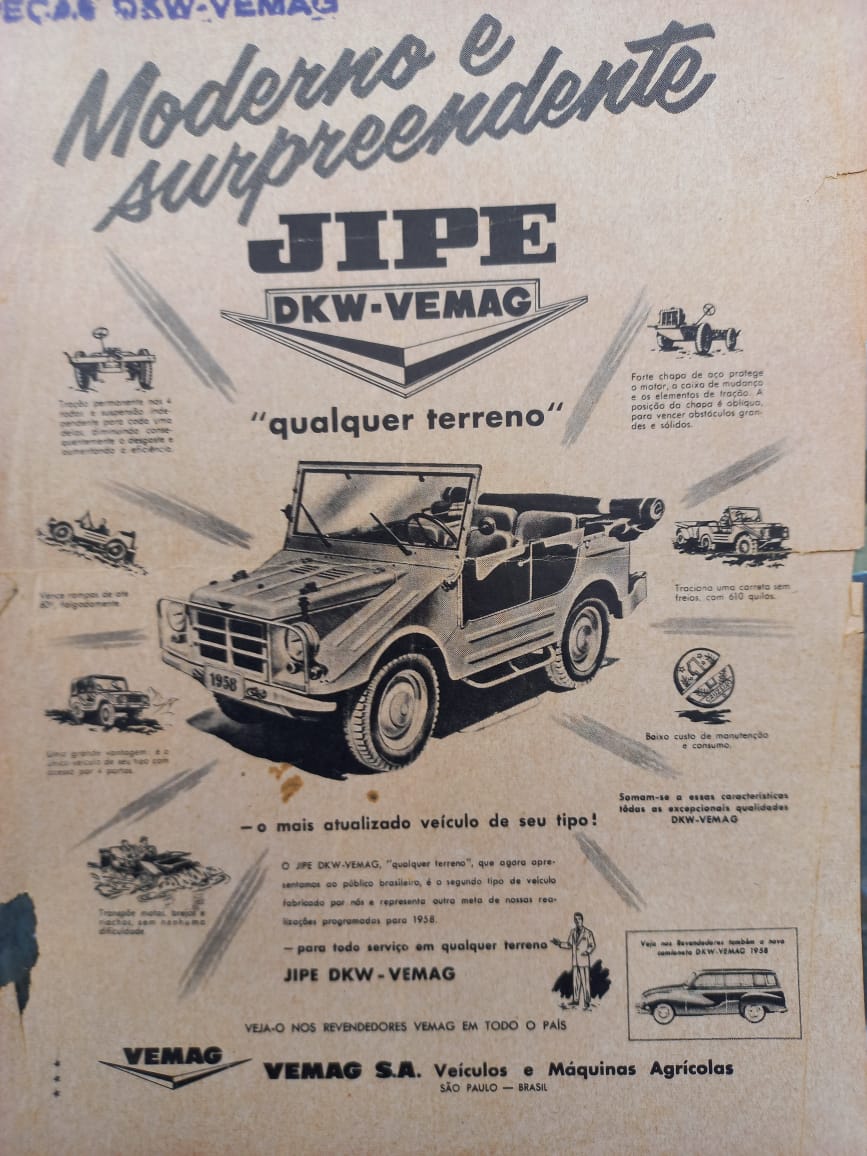 PEÇAS DKW-VEMAG
Moderno e
surpreendente
JIPE
DKW-VEMAG
"qualquer terreno"
Tração permanente nas 4
rodas e suspensão inde-
pendente para cada uma
delas, diminuindo conse-
quentemente o desgaste e
aumentando a eficiência.
Forte chapa de aço protege
o motor, a caixa de mudança
e os elementos de tração. A
posição da chapa é oblíqua,
para vencer obstáculos gran-
des e sólidos.
Vence rampas de até
60º, folgadamente.
Traciona uma carreta sem
freios, com 610 quilos.
1958
Uma grande vantagem: é o
único veículo de seu tipo com
acesso por 4 portas.
Baixo custo de manutenção
e consumo.
Somam-se a essas características
tôdas as excepcionais qualidades
DKW-VEMAG
— o mais atualizado veículo de seu tipo!
Transpõe matas, brejos e
riachos, sem nenhuma
dificuldade.
O JIPE DKW-VEMAG, "qualquer terreno", que agora apre-
sentamos ao público brasileiro, é o segundo tipo de veículo
fabricado por nós e representa outra meta de nossas rea-
lizações programadas para 1958.
— para todo serviço em qualquer terreno
JIPE DKW-VEMAG
Veja nos Revendedores também a nova
camioneta DKW-VEMAG 1958
VEJA-O NOS REVENDEDORES VEMAG EM TODO O PAÍS
VEMAG
VEMAG S.A. Veículos e Máquinas Agrícolas
SÃO PAULO — BRASIL